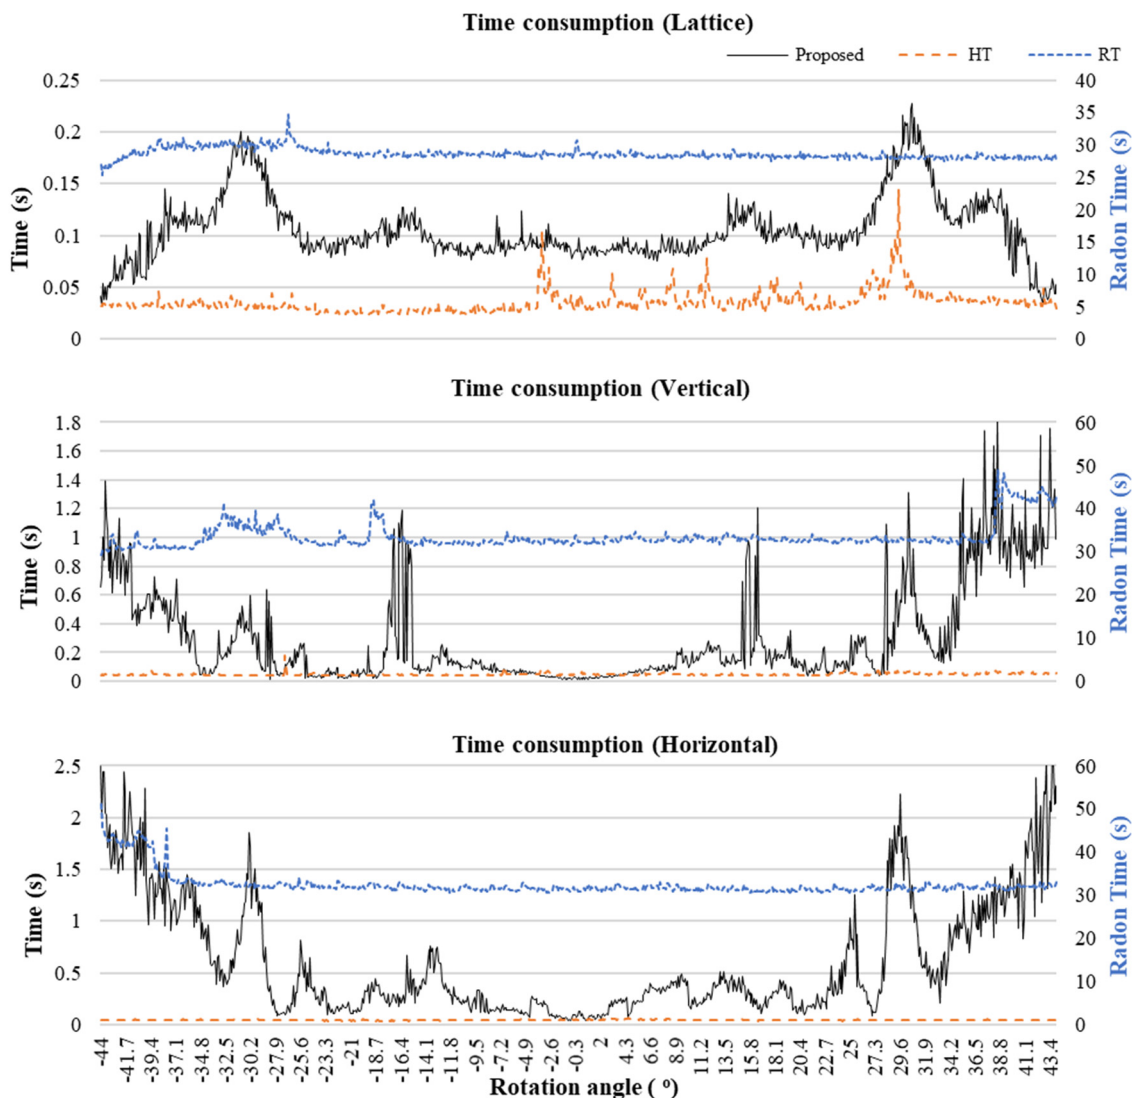 Time consumption (Lattice)
Proposed HT RT
0.25 40
35
0.2 30
25
0.15
20
0.1 15
10
0.05
5
0 0
Time (s)
Radon Time (s)
Time consumption (Vertical)
1.8 60
1.6
50
1.4
1.2 40
1
30
0.8
0.6 20
0.4
10
0.2
0 0
Time (s)
Radon Time (s)
Time consumption (Horizontal)
2.5 60
50
2
40
1.5
30
1
20
0.5
10
0 0
Time (s)
Radon Time (s)
-44 -41.7 -39.4 -37.1 -34.8 -32.5 -30.2 -27.9 -25.6 -23.3 -21 -18.7 -16.4 -14.1 -11.8 -9.5 -7.2 -4.9 -2.6 -0.3 2 4.3 6.6 8.9 11.2 13.5 15.8 18.1 20.4 22.7 25 27.3 29.6 31.9 34.2 36.5 38.8 41.1 43.4
Rotation angle ( º)